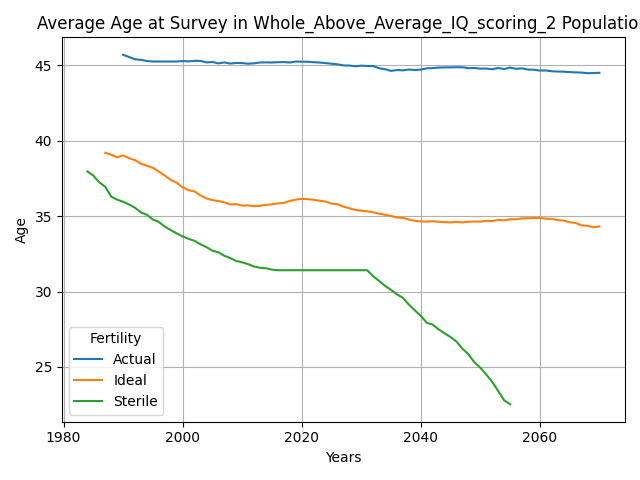 Average Age at Survey in Whole_Above_Average_IQ_scoring_2 Population
Age
45
40
35
30
25
Fertility
Actual
Ideal
Sterile
1980
2000
2020
2040
2060
Years